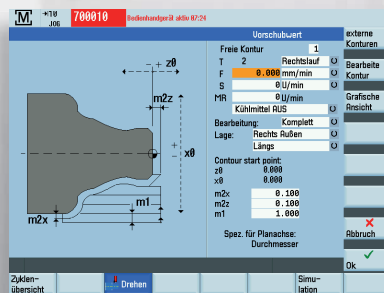 M →10 JOG 700010 Bedienhandgerät aktiv 07:24
Vorschubwert
externe Konturen
Freie Kontur 1
T 2 Rechtslauf
Bearbeite Kontur
F 0.000 mm/min
S 0 U/min
MR 0 U/min
Grafische Ansicht
Kühlmittel AUS
Bearbeitung: Komplett
Lage: Rechts Außen
Längs
Contour start point:
z0 0.000
x0 0.000
m2x 0.100
m2z 0.100
m1 1.000
Spez. für Planachse:
Durchmesser
- + z0
m2z
+
-
x0
m1
m2x
Abbruch
Ok
Zyklen-
übersicht
Drehen
Simu-
lation